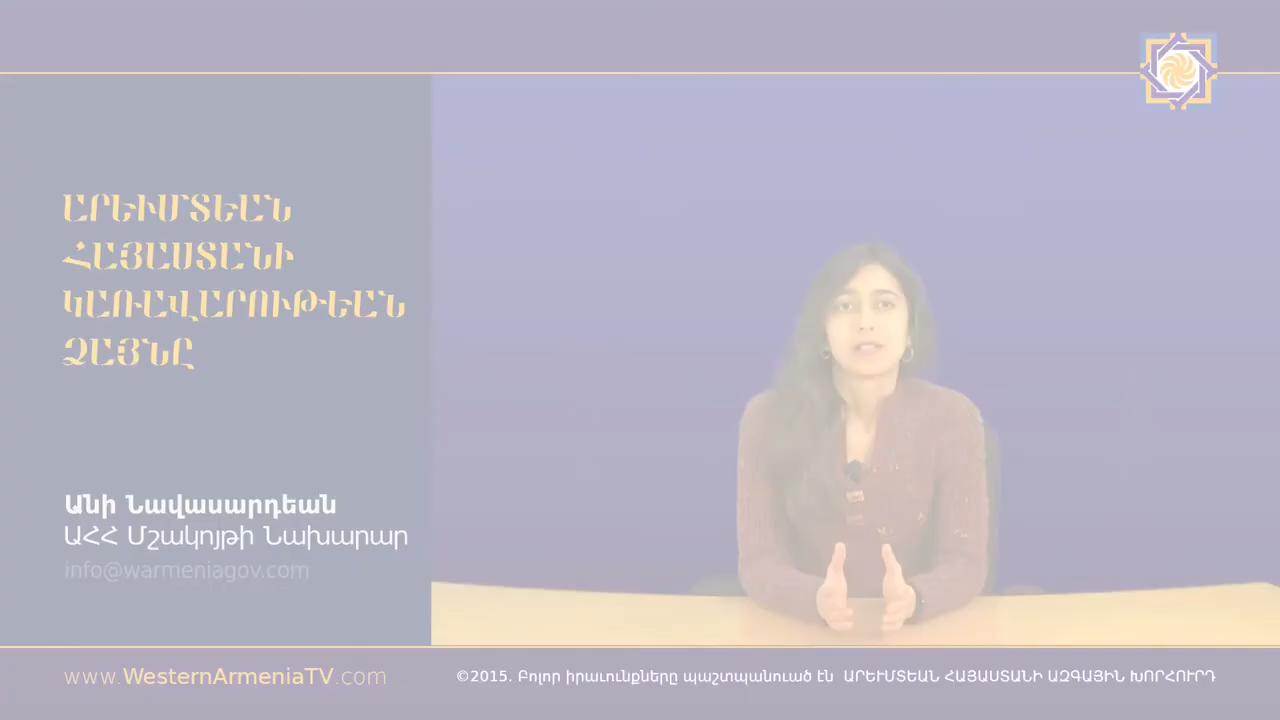 ԱՐԵՒՄՏԵԱՆ
ՀԱՅԱՍՏԱՆԻ
ԿԱՌԱՎԱՐՈՒԹԵԱՆ
ՁԱՅՆԸ
Անի Նավասարդեան
ԱՀՀ Մշակոյթի Նախարար
info@warmeniagov.com
www.WesternArmeniaTV.com
©2015. Բոլոր իրաւունքները պաշտպանուած էն ԱՐԵՒՄՏԵԱՆ ՀԱՅԱՍՏԱՆԻ ԱԶԳԱՅԻՆ ԽՈՐՀՈՒՐԴ